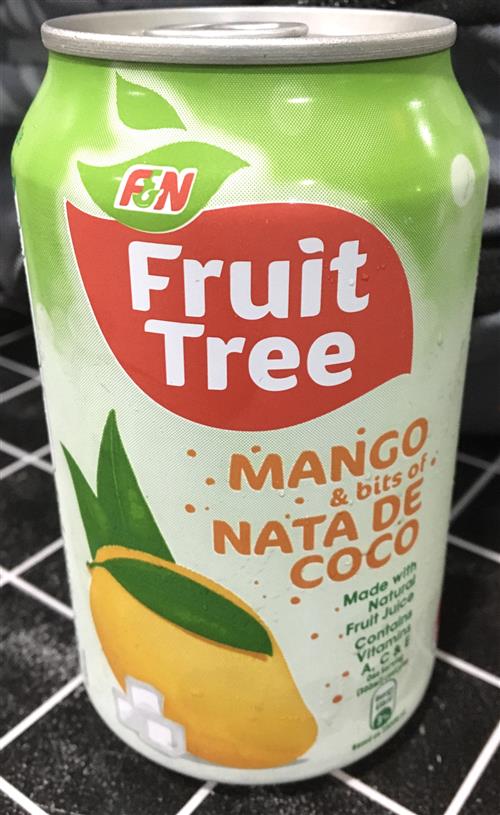 F&N
Fruit
Tree
MANGO
& bits of
NATA DE
COCO
Made with
Natural
Fruit Juice
Contains
Vitamins
A, C & E